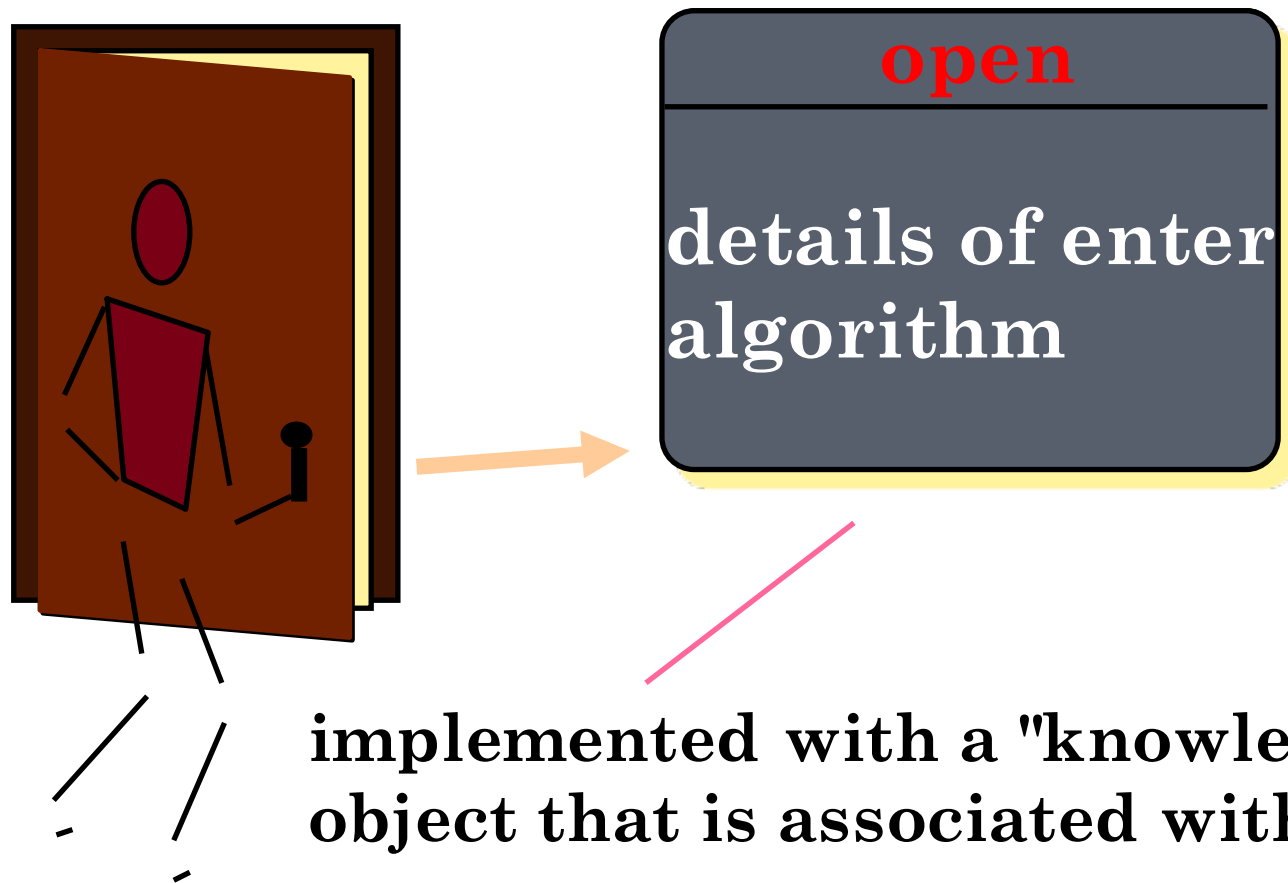 open
details of enter
algorithm
implemented with a "knowle
object that is associated with